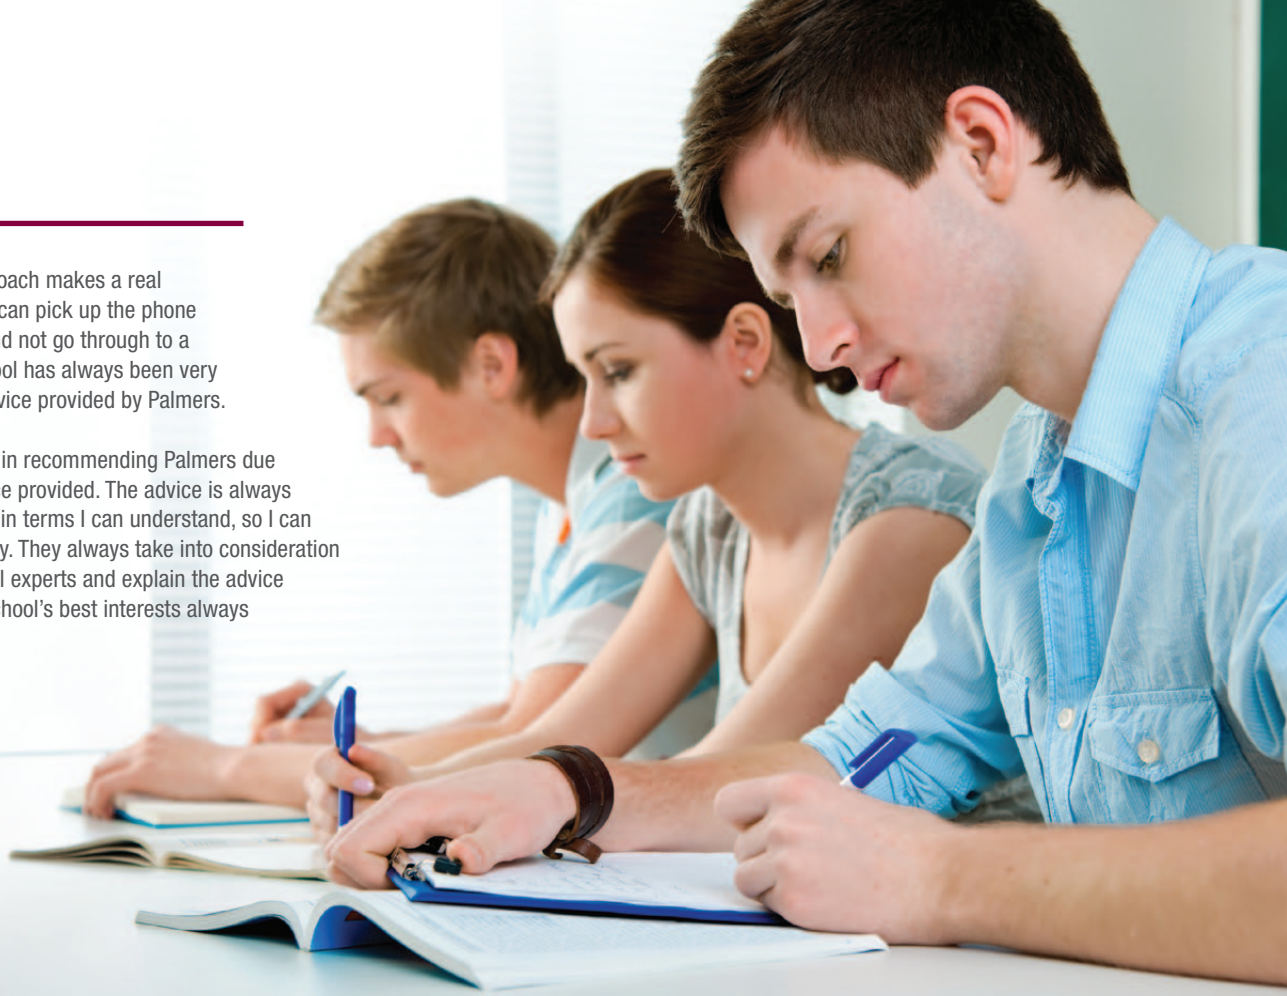 oach makes a real
can pick up the phone
d not go through to a
ool has always been very
vice provided by Palmers.
in recommending Palmers due
e provided. The advice is always
in terms I can understand, so I can
y. They always take into consideration
l experts and explain the advice
chool's best interests always